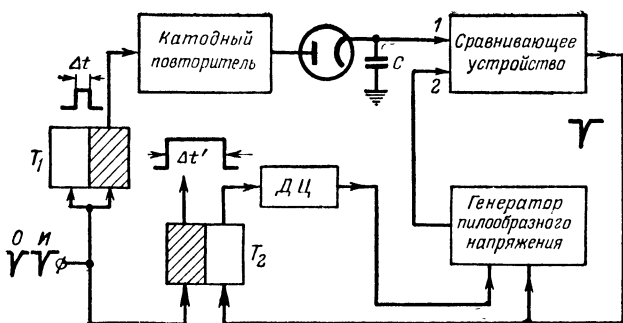 Катодный
повторитель
1
Сравнивающее
устройство
2
C
Δt
T₁
Δt'
ДЦ
Генератор
пилообразного
напряжения
T₂
О И